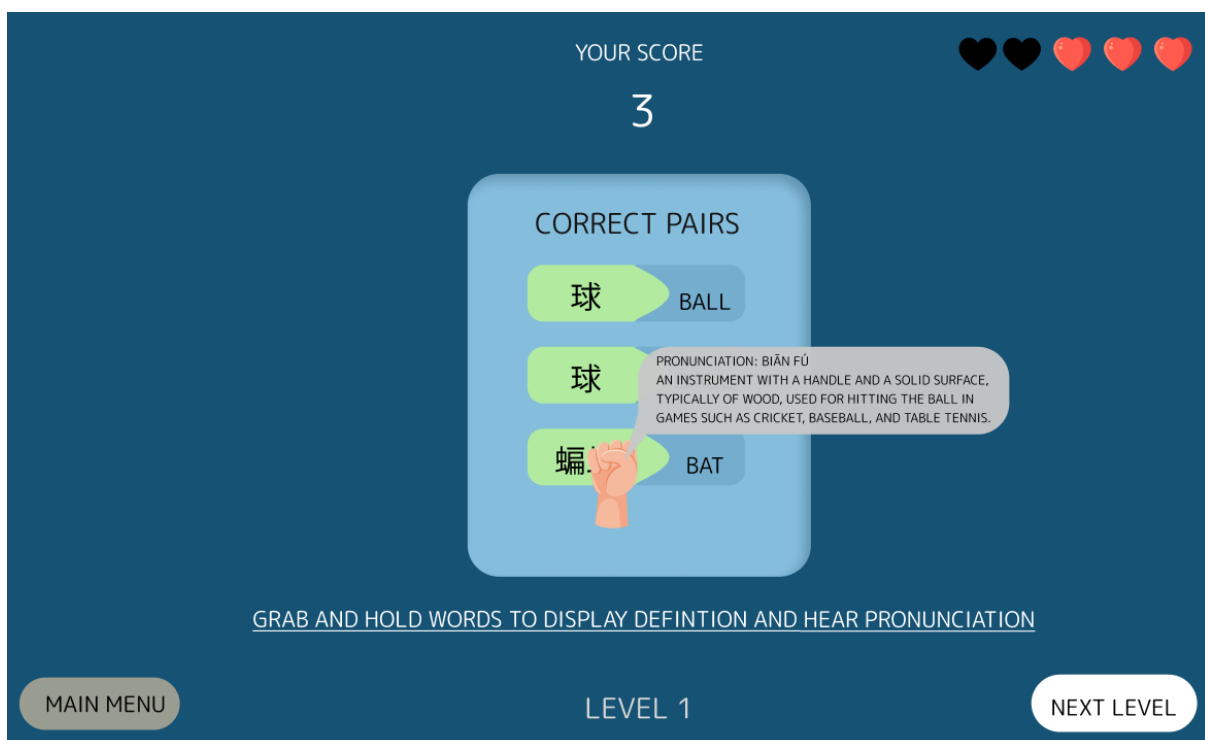 YOUR SCORE
3
CORRECT PAIRS
球 BALL
球
PRONUNCIATION: BIĀN FÚ
AN INSTRUMENT WITH A HANDLE AND A SOLID SURFACE,
TYPICALLY OF WOOD, USED FOR HITTING THE BALL IN
GAMES SUCH AS CRICKET, BASEBALL, AND TABLE TENNIS.
蝙 BAT
GRAB AND HOLD WORDS TO DISPLAY DEFINTION AND HEAR PRONUNCIATION
MAIN MENU
LEVEL 1
NEXT LEVEL